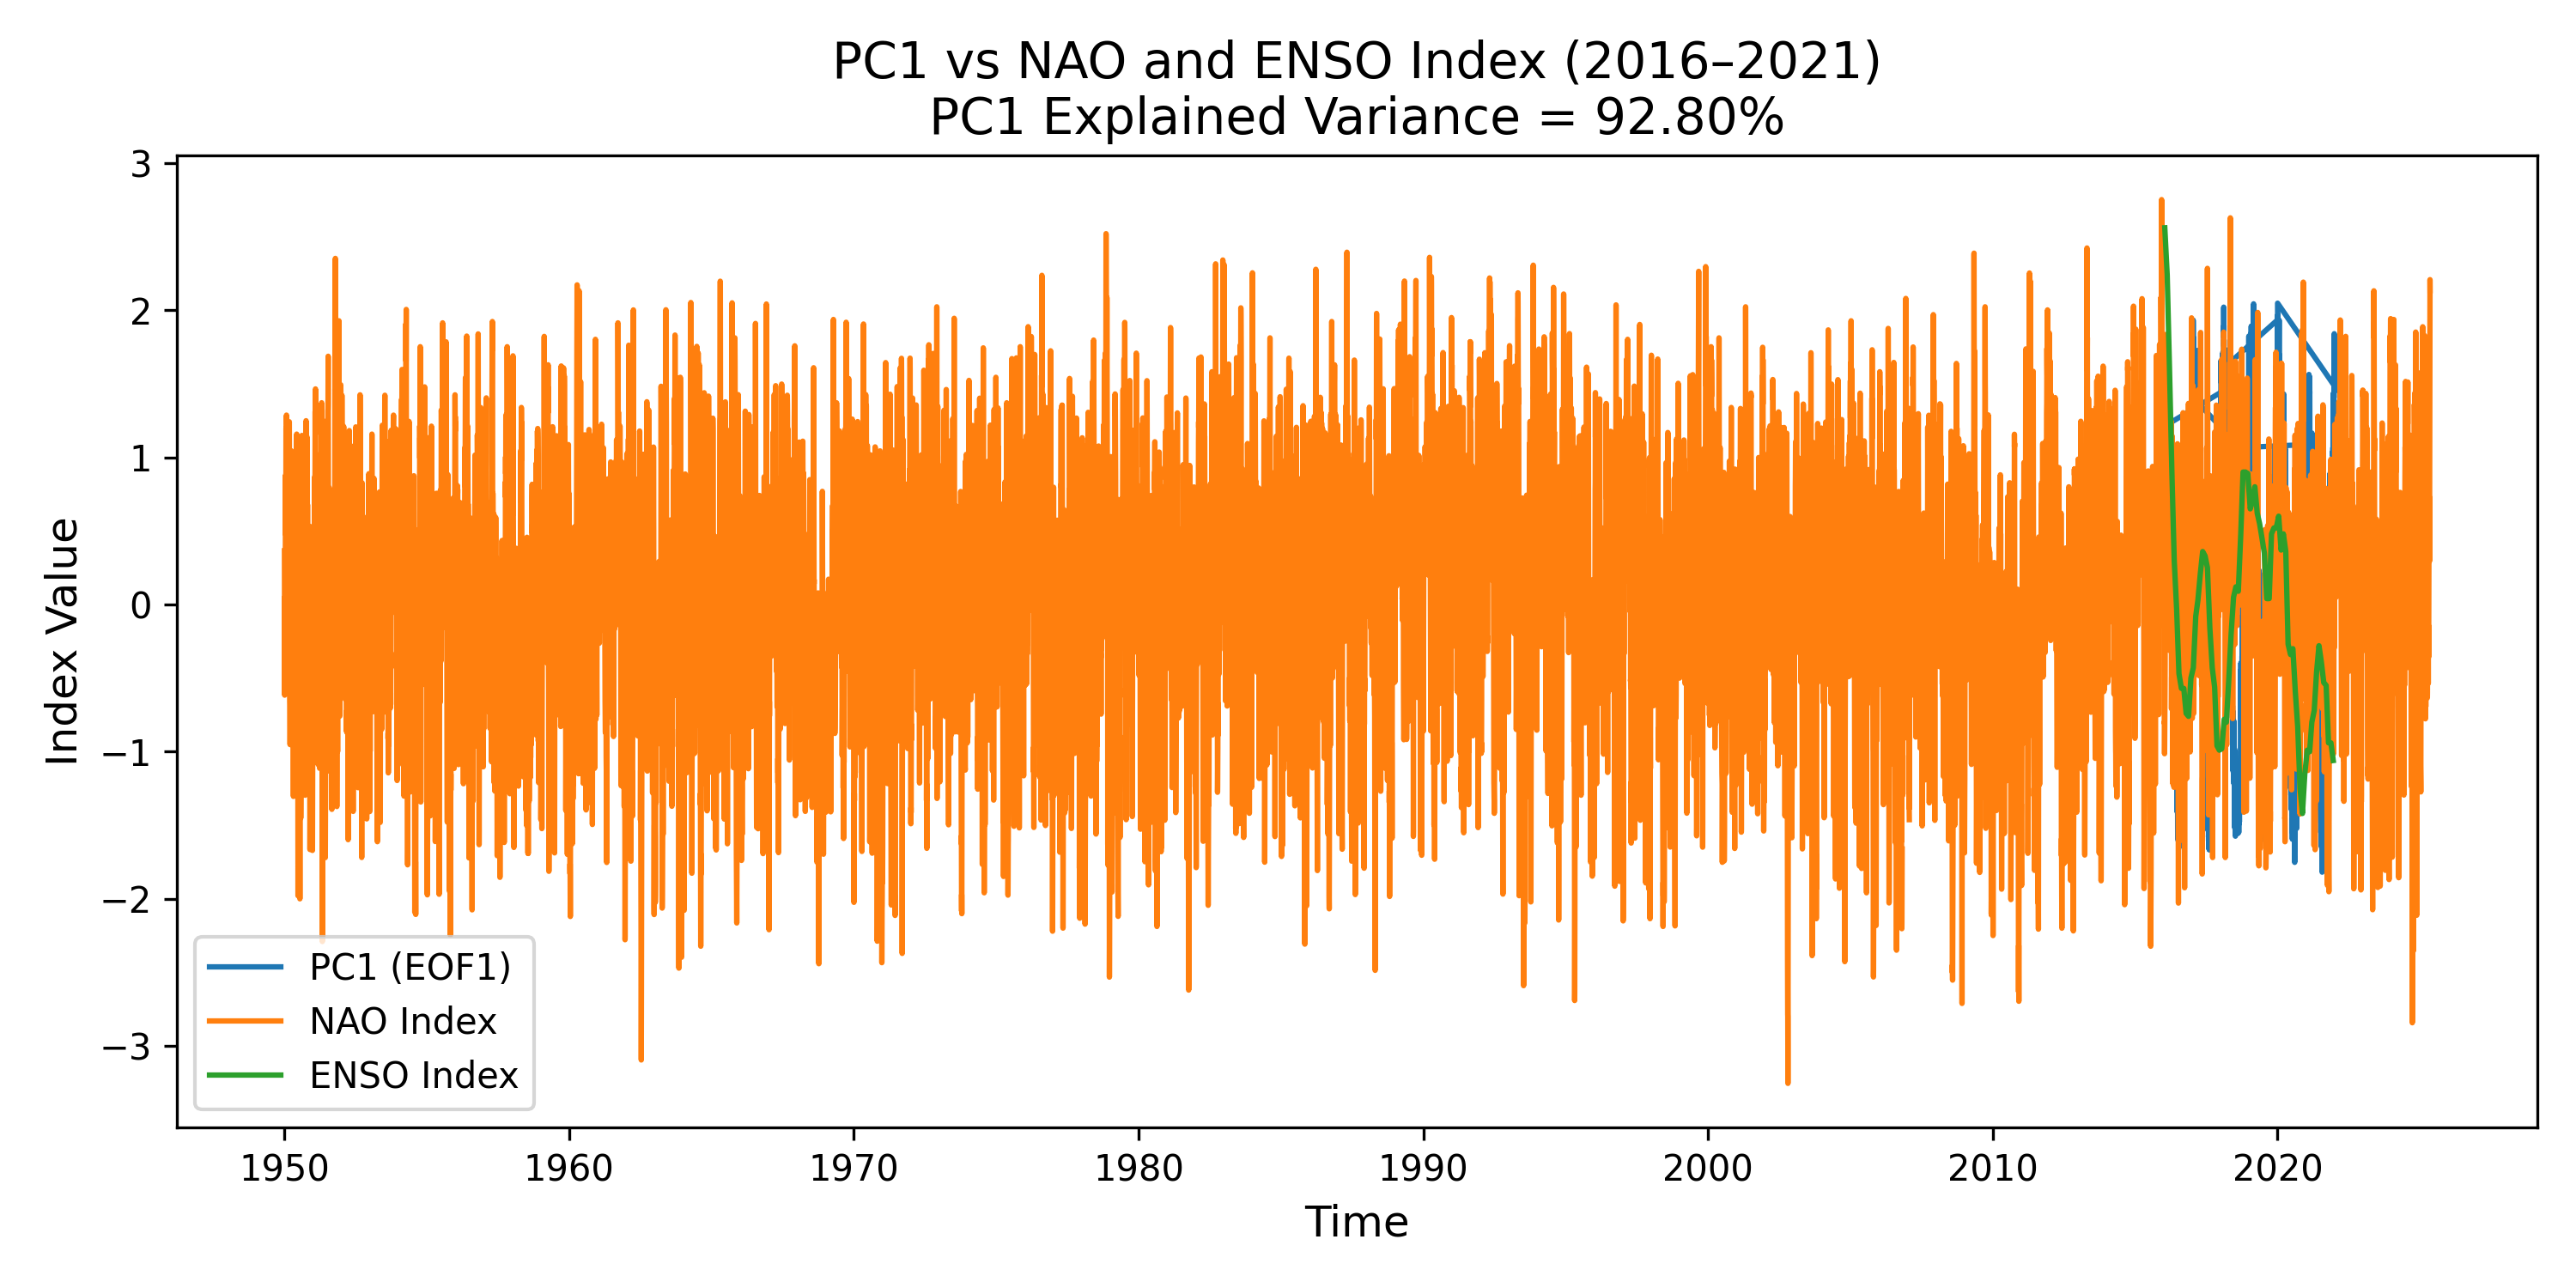 PC1 vs NAO and ENSO Index (2016–2021)
PC1 Explained Variance = 92.80%
3
2
1
0
−1
−2
−3
Index Value
PC1 (EOF1)
NAO Index
ENSO Index
1950 1960 1970 1980 1990 2000 2010 2020
Time